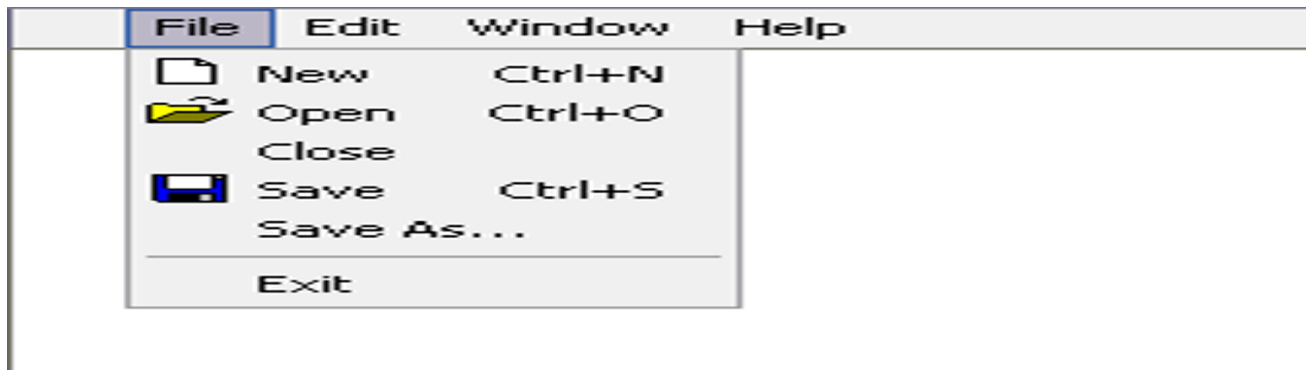 File Edit Window Help
New Ctrl+N
Open Ctrl+O
Close
Save Ctrl+S
Save As...
Exit